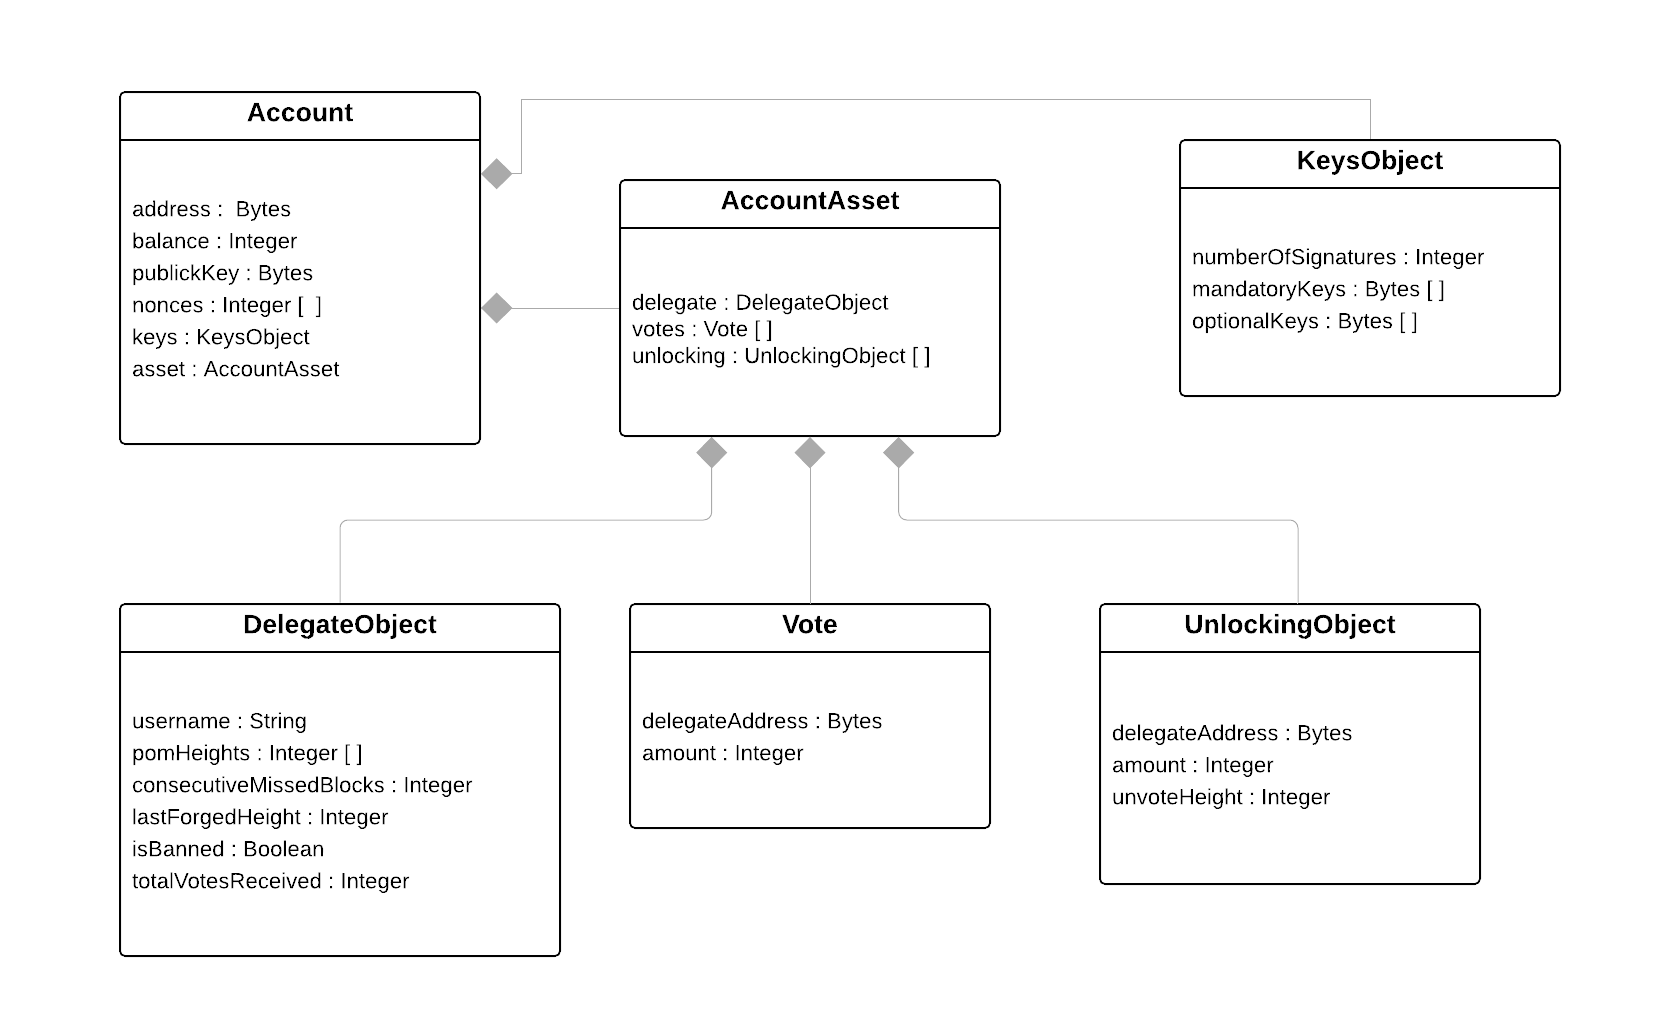 Account
address :  Bytes
balance : Integer
publickKey : Bytes
nonces : Integer [  ]
keys : KeysObject
asset : AccountAsset
AccountAsset
delegate : DelegateObject
votes : Vote [ ]
unlocking : UnlockingObject [ ]
KeysObject
numberOfSignatures : Integer
mandatoryKeys : Bytes [ ]
optionalKeys : Bytes [ ]
DelegateObject
username : String
pomHeights : Integer [ ]
consecutiveMissedBlocks : Integer
lastForgedHeight : Integer
isBanned : Boolean
totalVotesReceived : Integer
Vote
delegateAddress : Bytes
amount : Integer
UnlockingObject
delegateAddress : Bytes
amount : Integer
unvoteHeight : Integer